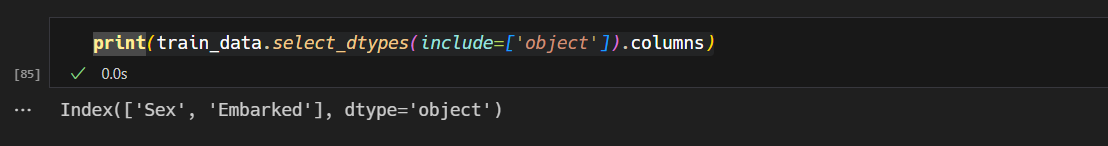 print(train_data.select_dtypes(include=['object']).columns)
[85]
0.0s
Index(['Sex', 'Embarked'], dtype='object')